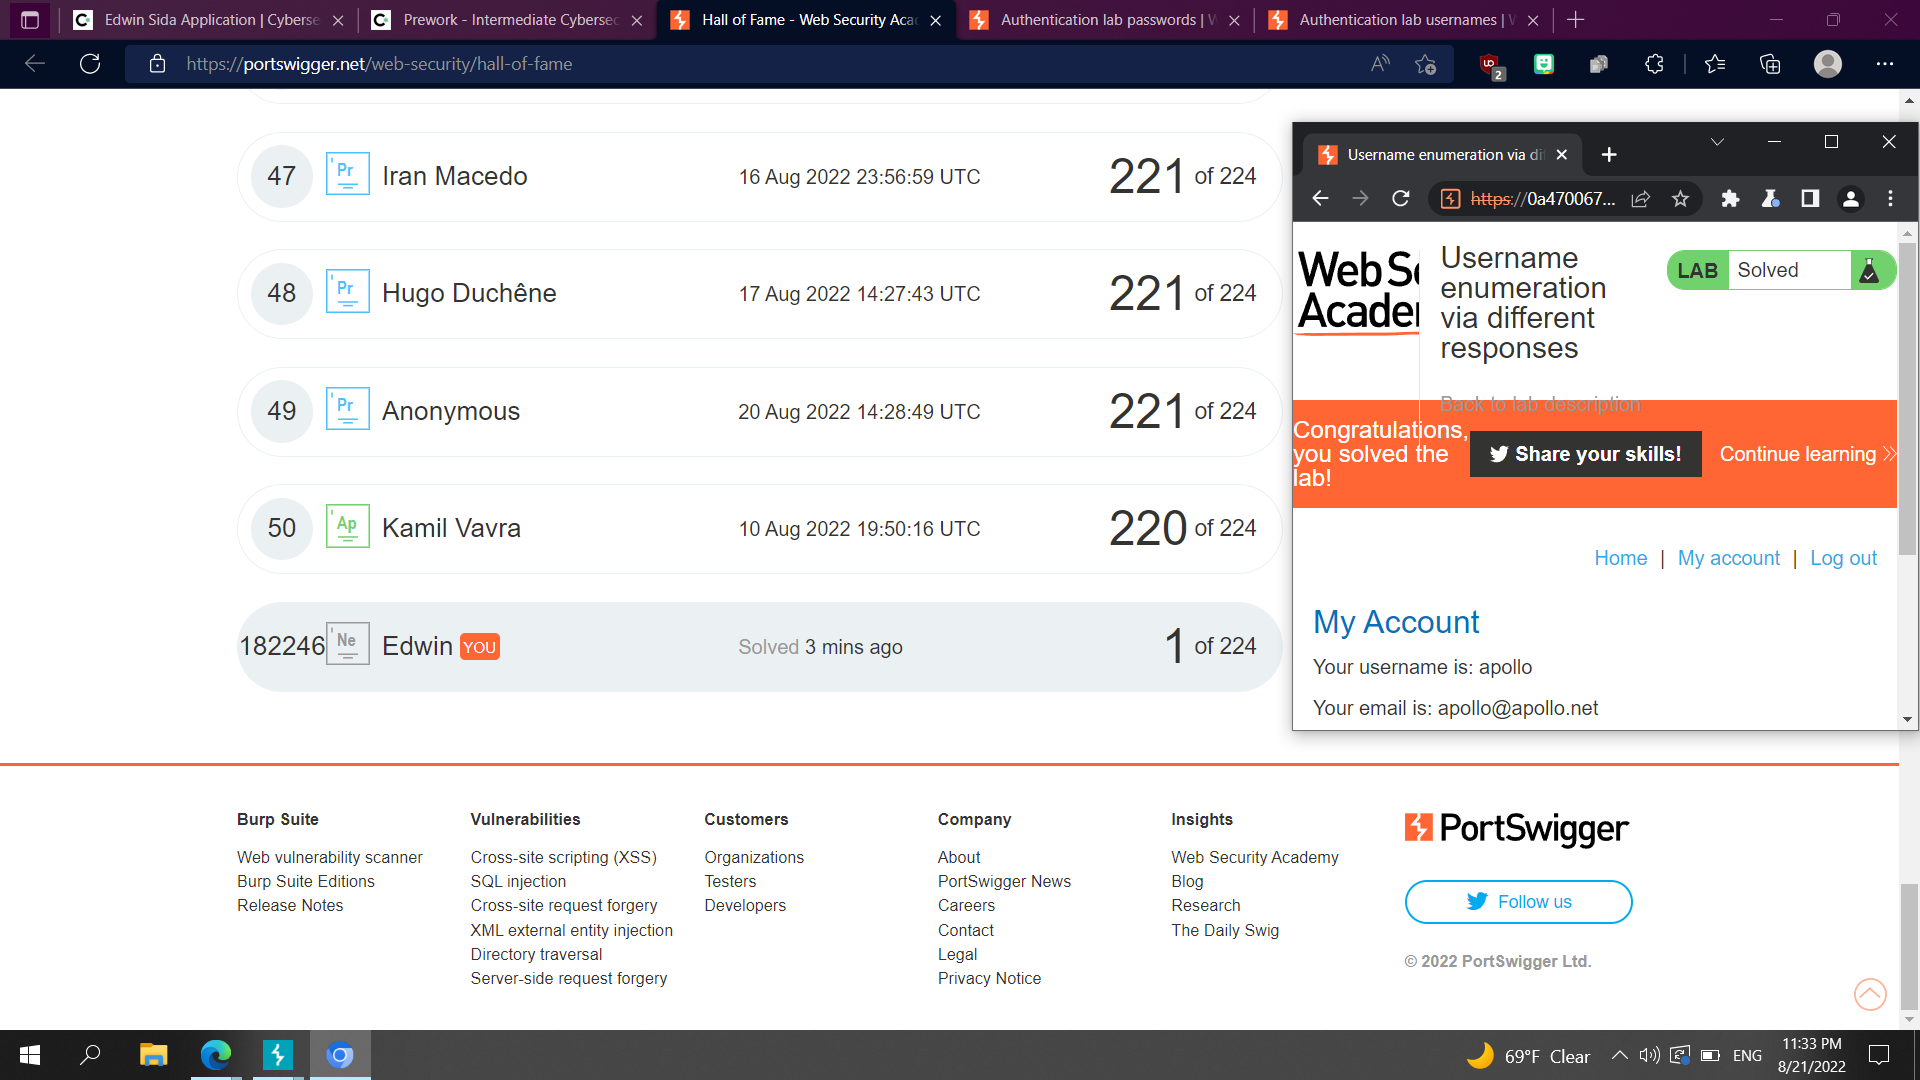 Edwin Sida Application | Cyberse
Prework - Intermediate Cybersec
Hall of Fame - Web Security Aca
Authentication lab passwords | W
Authentication lab usernames | W
https://portswigger.net/web-security/hall-of-fame
2
47 Pr Iran Macedo 16 Aug 2022 23:56:59 UTC 221 of 224
48 Pr Hugo Duchêne 17 Aug 2022 14:27:43 UTC 221 of 224
49 Pr Anonymous 20 Aug 2022 14:28:49 UTC 221 of 224
50 Ap Kamil Vavra 10 Aug 2022 19:50:16 UTC 220 of 224
182246 Ne Edwin YOU Solved 3 mins ago 1 of 224
Username enumeration via dif
https://0a470067...
Web Se
Acader
Username
enumeration
via different
responses
LAB Solved
Back to lab description
Congratulations,
you solved the
lab!
Share your skills!
Continue learning
Home | My account | Log out
My Account
Your username is: apollo
Your email is: apollo@apollo.net
Burp Suite
Web vulnerability scanner
Burp Suite Editions
Release Notes
Vulnerabilities
Cross-site scripting (XSS)
SQL injection
Cross-site request forgery
XML external entity injection
Directory traversal
Server-side request forgery
Customers
Organizations
Testers
Developers
Company
About
PortSwigger News
Careers
Contact
Legal
Privacy Notice
Insights
Web Security Academy
Blog
Research
The Daily Swig
PortSwigger
Follow us
© 2022 PortSwigger Ltd.
69°F Clear
ENG
11:33 PM
8/21/2022